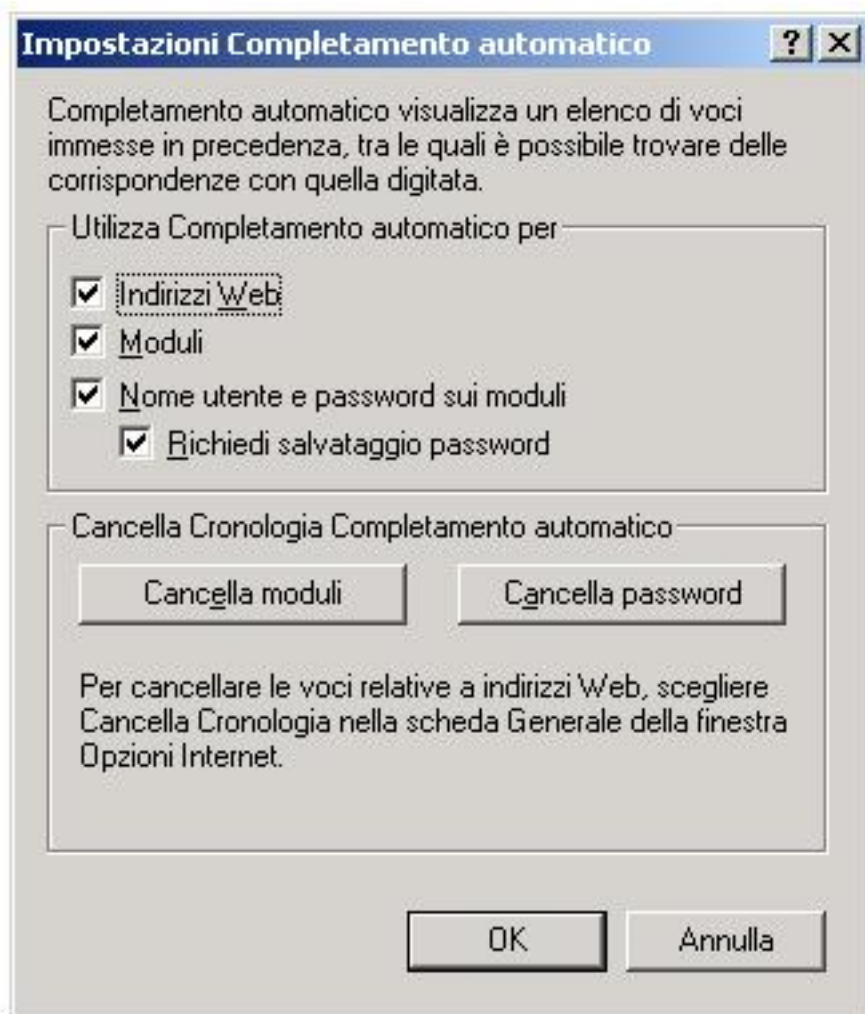 Impostazioni Completamento automatico
Completamento automatico visualizza un elenco di voci
immesse in precedenza, tra le quali è possibile trovare delle
corrispondenze con quella digitata.
Utilizza Completamento automatico per
Indirizzi Web
Moduli
Nome utente e password sui moduli
Richiedi salvataggio password
Cancella Cronologia Completamento automatico
Cancella moduli Cancella password
Per cancellare le voci relative a indirizzi Web, scegliere
Cancella Cronologia nella scheda Generale della finestra
Opzioni Internet.
OK Annulla